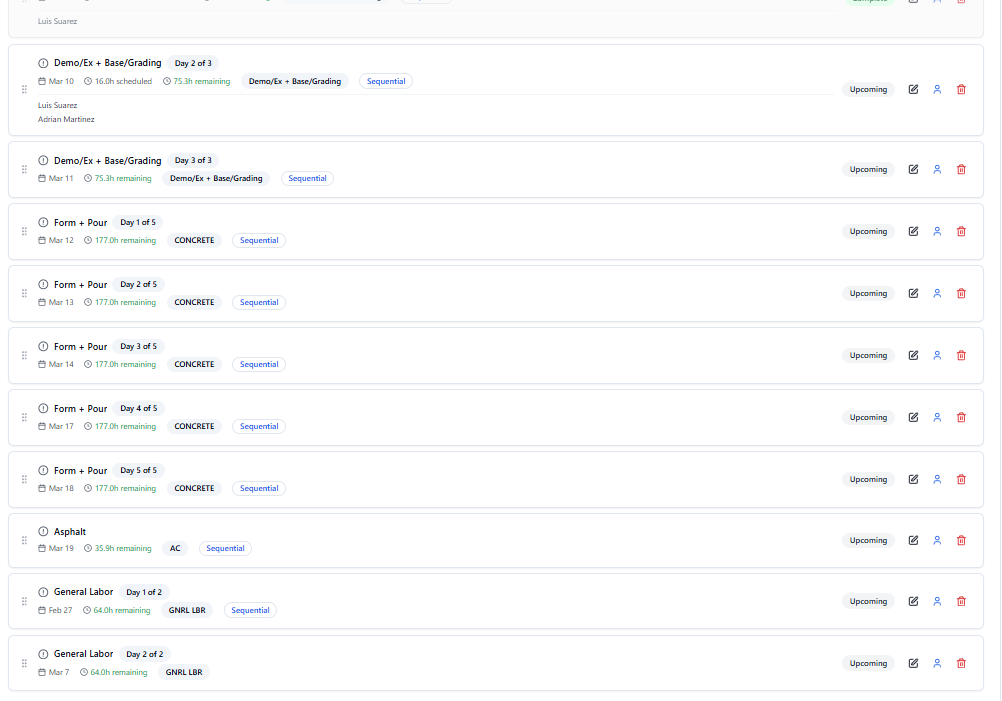 Complete
Luis Suarez
Demo/Ex + Base/Grading Day 2 of 3
Mar 10 16.0h scheduled 75.3h remaining Demo/Ex + Base/Grading Sequential
Upcoming
Luis Suarez
Adrian Martinez
Demo/Ex + Base/Grading Day 3 of 3
Mar 11 75.3h remaining Demo/Ex + Base/Grading Sequential
Upcoming
Form + Pour Day 1 of 5
Mar 12 177.0h remaining CONCRETE Sequential
Upcoming
Form + Pour Day 2 of 5
Mar 13 177.0h remaining CONCRETE Sequential
Upcoming
Form + Pour Day 3 of 5
Mar 14 177.0h remaining CONCRETE Sequential
Upcoming
Form + Pour Day 4 of 5
Mar 17 177.0h remaining CONCRETE Sequential
Upcoming
Form + Pour Day 5 of 5
Mar 18 177.0h remaining CONCRETE Sequential
Upcoming
Asphalt
Mar 19 35.9h remaining AC Sequential
Upcoming
General Labor Day 1 of 2
Feb 27 64.0h remaining GNRL LBR Sequential
Upcoming
General Labor Day 2 of 2
Mar 7 64.0h remaining GNRL LBR
Upcoming